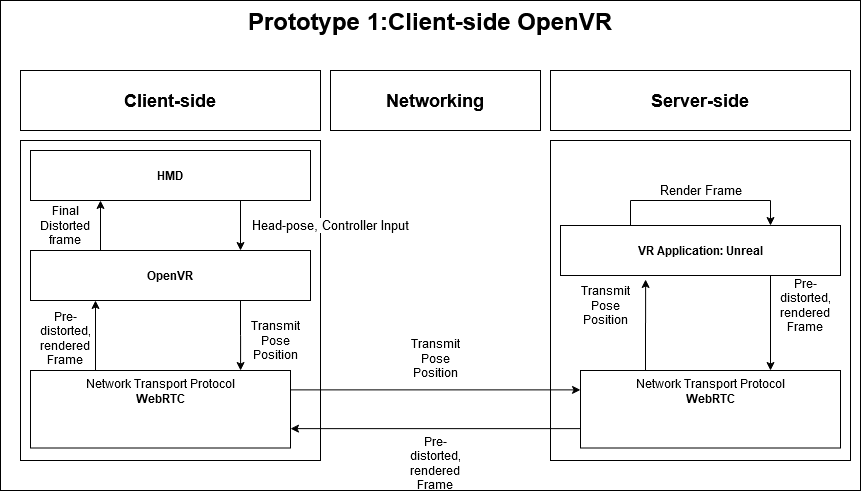 Prototype 1:Client-side OpenVR
Client-side
Networking
Server-side
HMD
Final
Distorted
frame
Head-pose, Controller Input
OpenVR
Pre-
distorted,
rendered
Frame
Transmit
Pose
Position
Network Transport Protocol
WebRTC
Transmit
Pose
Position
Pre-
distorted,
rendered
Frame
Render Frame
VR Application: Unreal
Transmit
Pose
Position
Pre-
distorted,
rendered
Frame
Network Transport Protocol
WebRTC